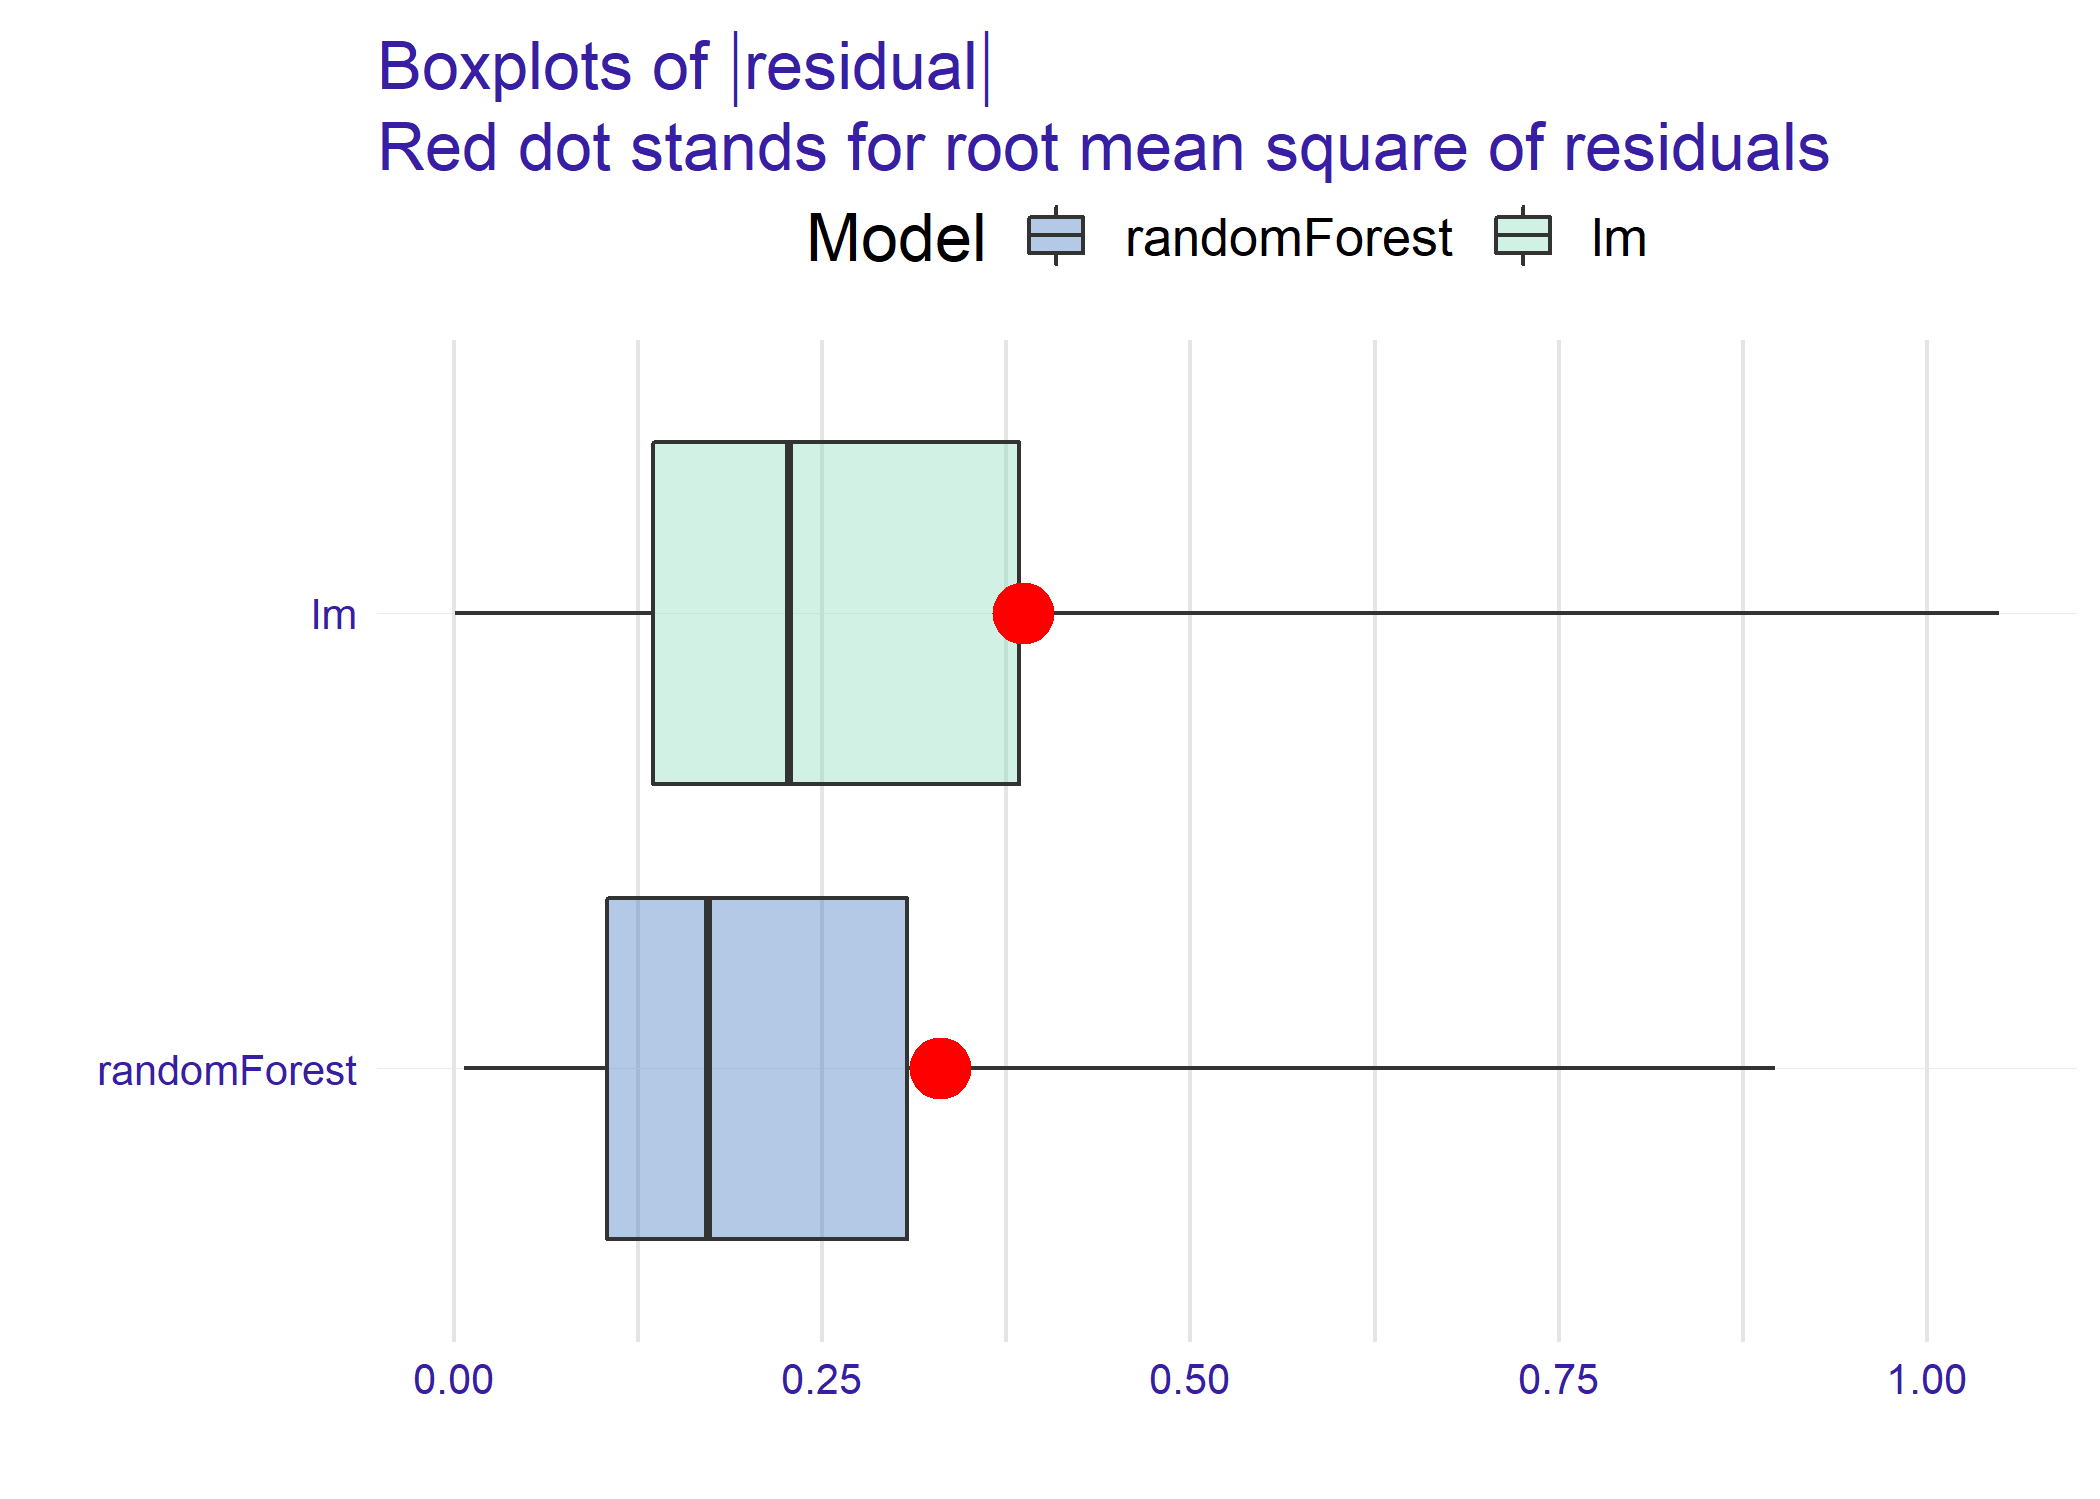 Boxplots of |residual|
Red dot stands for root mean square of residuals
Model randomForest lm
lm
randomForest
0.00 0.25 0.50 0.75 1.00